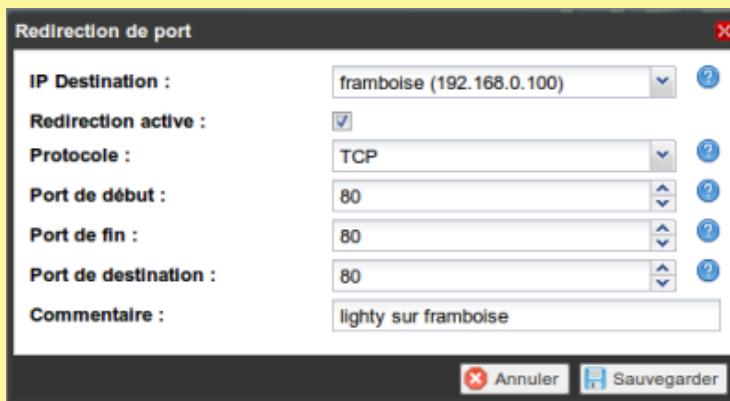 Redirection de port
IP Destination : framboise (192.168.0.100)
Redirection active :
Protocole : TCP
Port de début : 80
Port de fin : 80
Port de destination : 80
Commentaire : lighty sur framboise
Annuler Sauvegarder